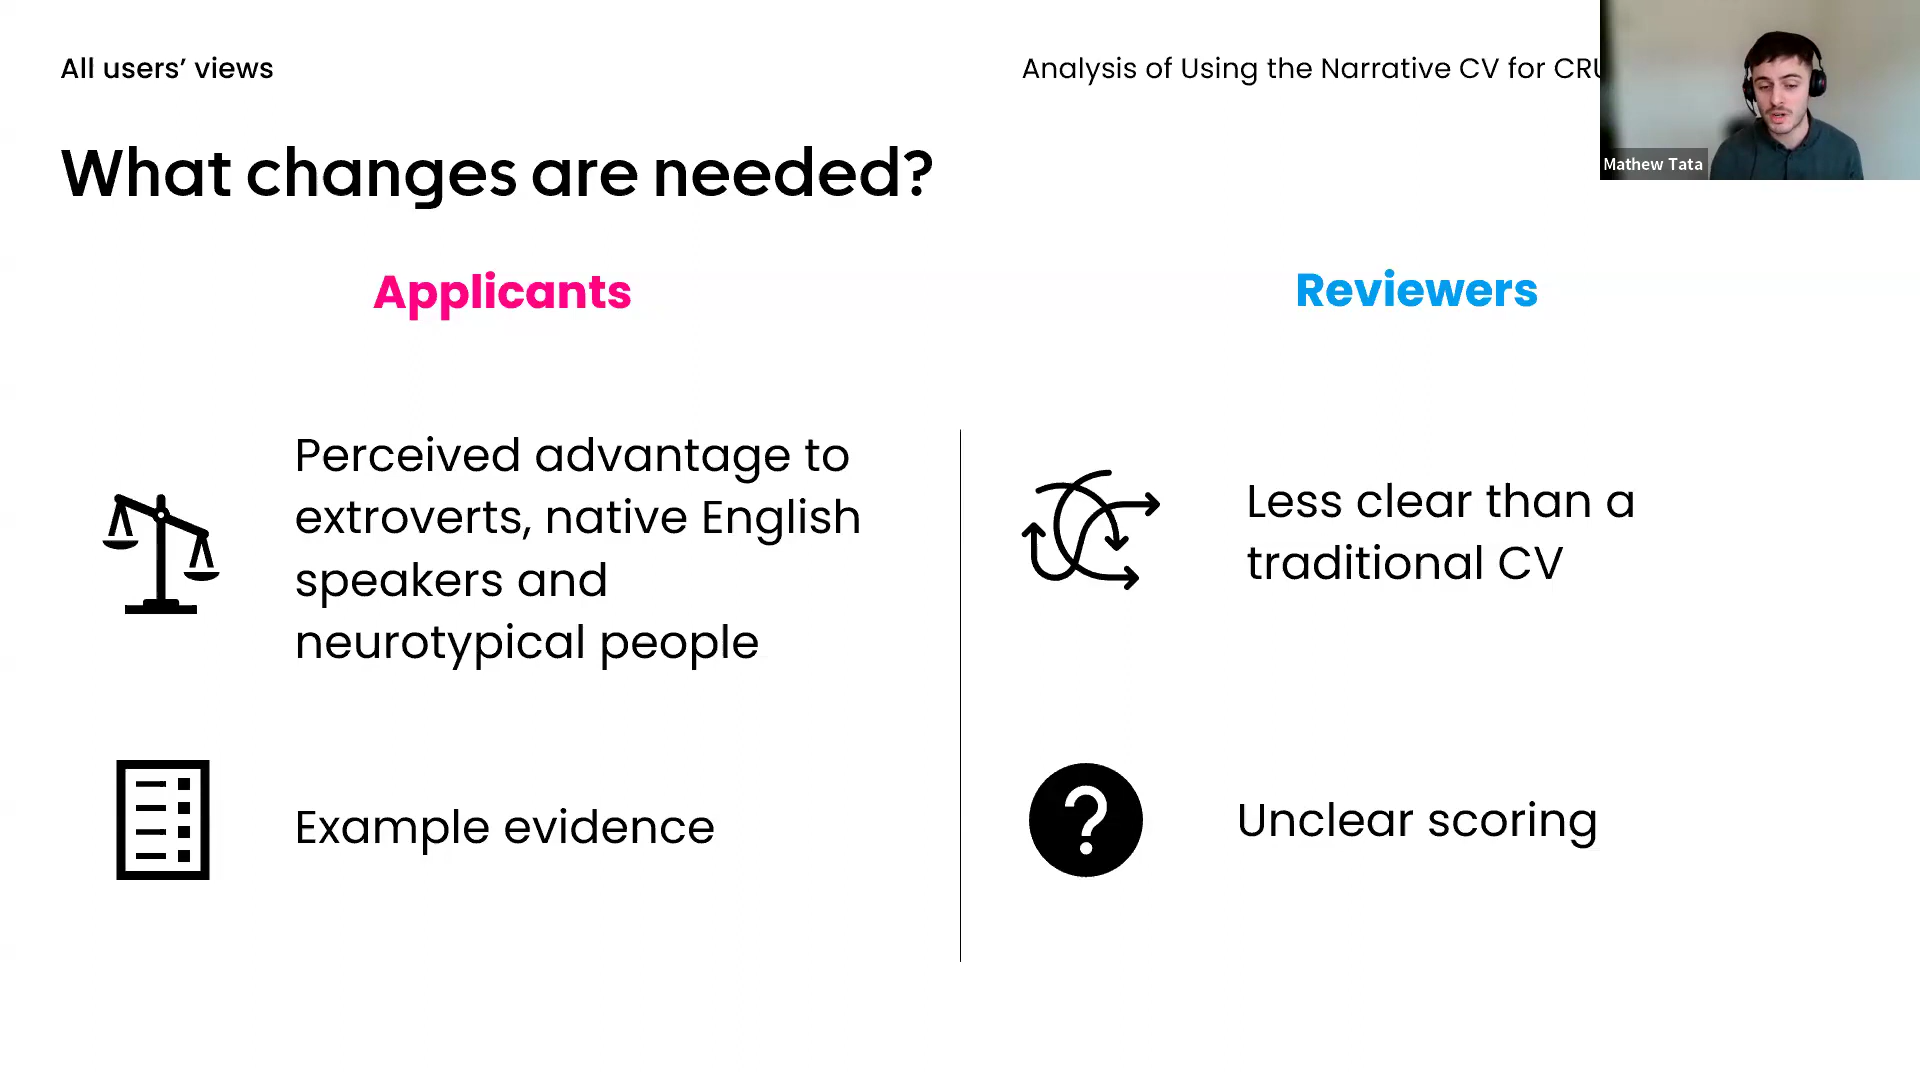 All users’ views
Analysis of Using the Narrative CV for
Mathew Tata
What changes are needed?
Applicants
Perceived advantage to
extroverts, native English
speakers and
neurotypical people
Example evidence
Reviewers
Less clear than a
traditional CV
Unclear scoring